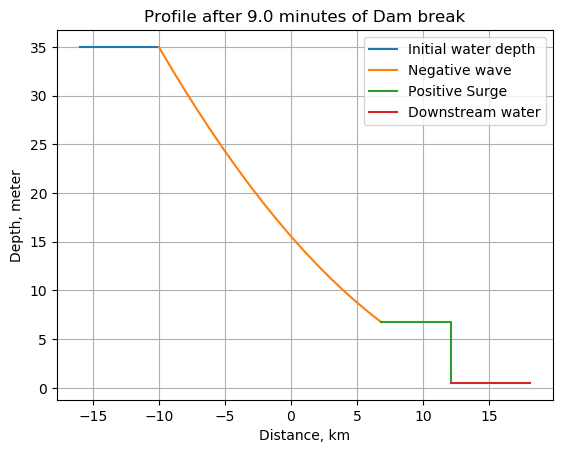 Profile after 9.0 minutes of Dam break
Initial water depth
Negative wave
Positive Surge
Downstream water
Depth, meter
35
30
25
20
15
10
5
0
−15
−10
−5
0
5
10
15
Distance, km